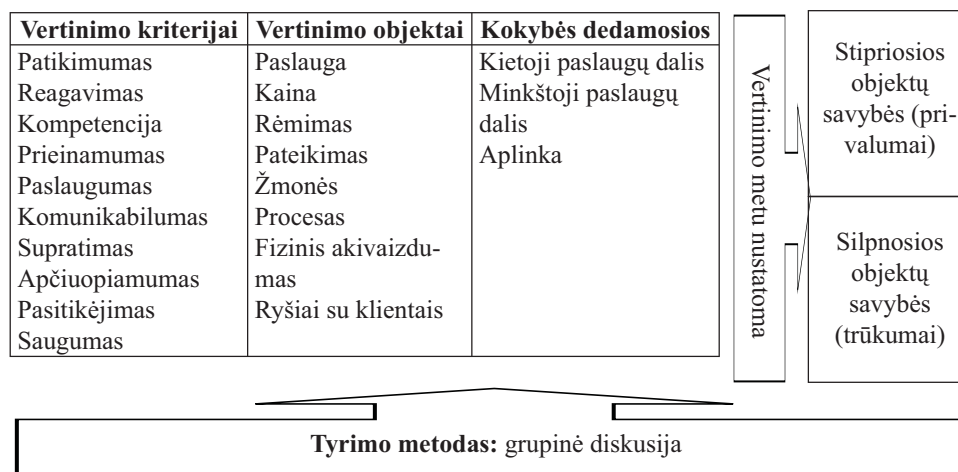 Vertinimo kriterijai
Patikimumas
Reagavimas
Kompetencija
Prieinamumas
Paslaugumas
Komunikabilumas
Supratimas
Apčiuopiamumas
Pasitikėjimas
Saugumas
Vertinimo objektai
Paslauga
Kaina
Rėmimas
Pateikimas
Žmonės
Procesas
Fizinis akivaizdu-
mas
Ryšiai su klientais
Kokybės dedamosios
Kietoji paslaugų dalis
Minkštoji paslaugų
dalis
Aplinka
Vertinimo metu nustatoma
Stipriosios
objektų
savybės (pri-
valumai)
Silpnosios
objektų
savybės
(trūkumai)
Tyrimo metodas: grupinė diskusija